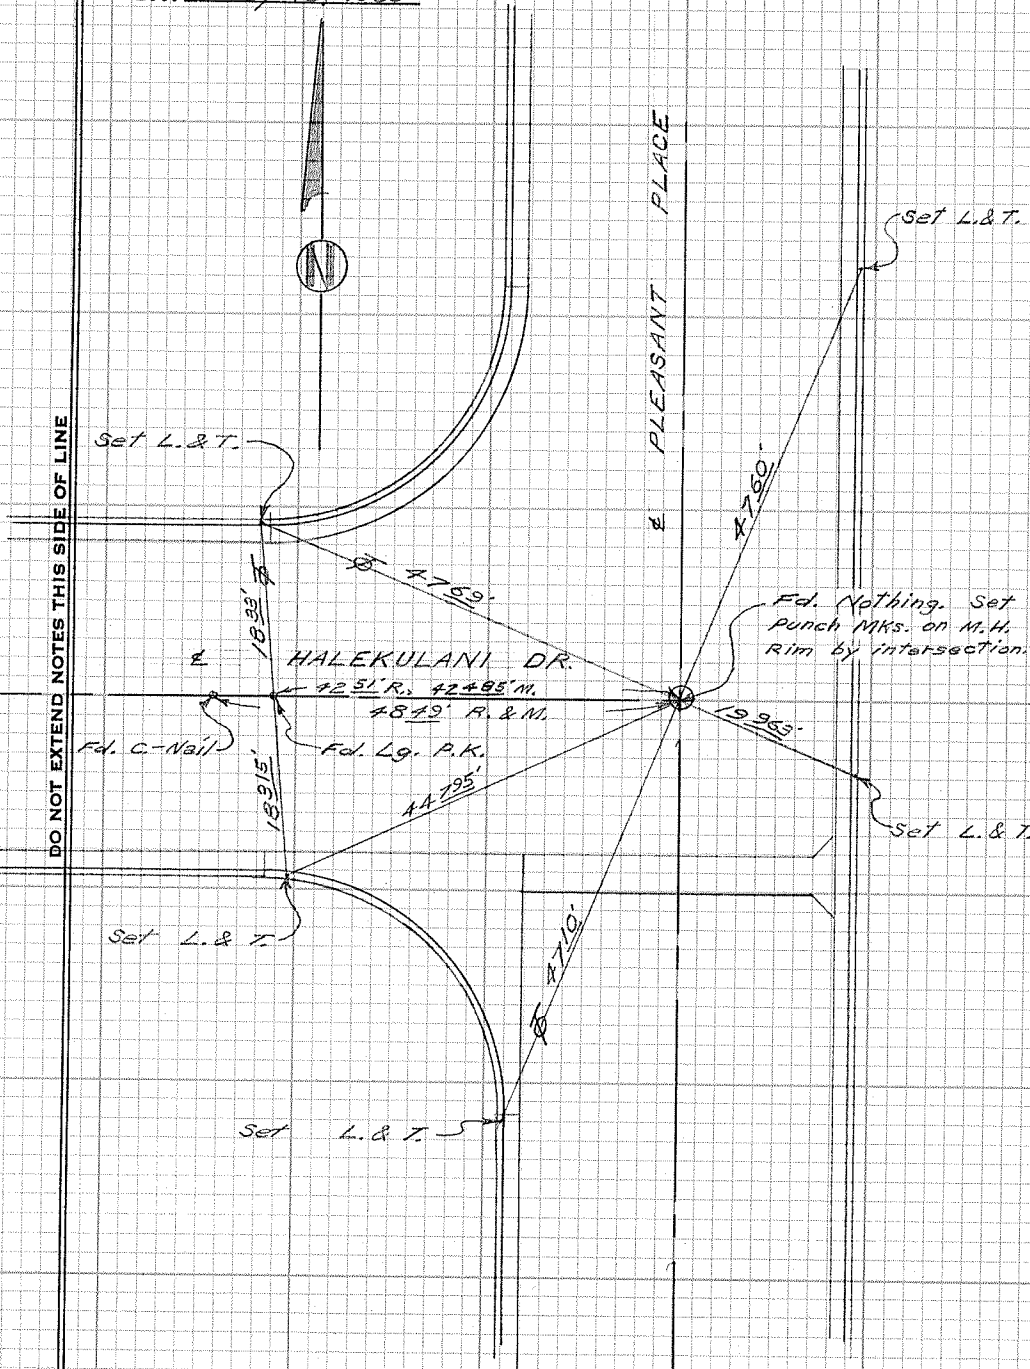 N
PLEASANT PLACE
Set L.&T.
DO NOT EXTEND NOTES THIS SIDE OF LINE
Set L.&T.
47 60'
47 69'
18 33'
Fd. Nothing. Set
Punch MKs. on M.H.
Rim by intersection.
℄ HALEKULANI DR.
42 51' R., 42 485' M.
48 49' R. & M.
19 963'
Fd. C-Nail
Fd. Lg. P.K.
18 315'
44 795'
Set L. & T.
Set L. & T.
47 10'
Set L. & T.